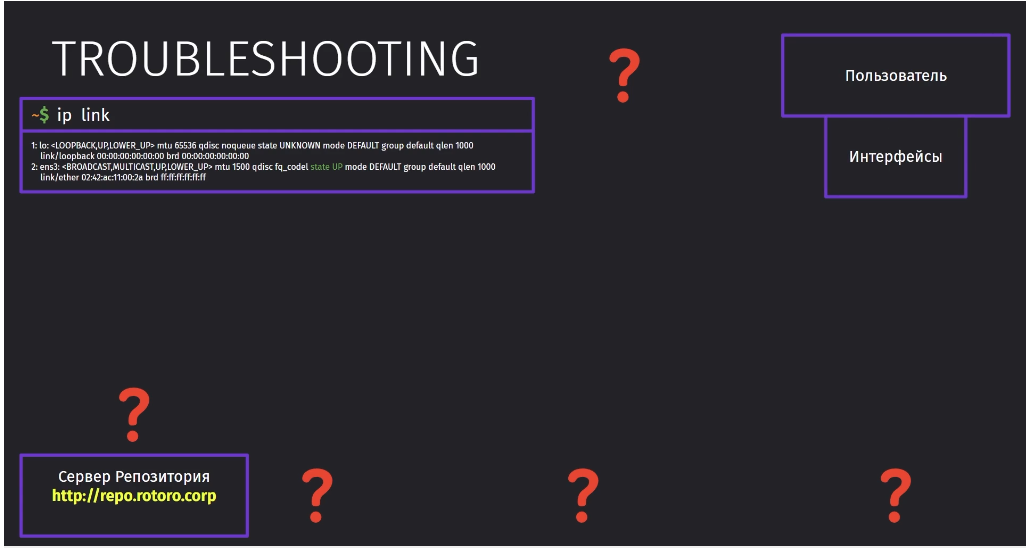 TROUBLESHOOTING
?
Пользователь
~$ ip link
1: lo: <LOOPBACK,UP,LOWER_UP> mtu 65536 qdisc noqueue state UNKNOWN mode DEFAULT group default qlen 1000
link/loopback 00:00:00:00:00:00 brd 00:00:00:00:00:00
2: ens3: <BROADCAST,MULTICAST,UP,LOWER_UP> mtu 1500 qdisc fq_codel state UP mode DEFAULT group default qlen 1000
link/ether 02:42:ac:11:00:2a brd ff:ff:ff:ff:ff:ff
Интерфейсы
?
Сервер Репозитория
http://repo.rotoro.corp
? ? ?